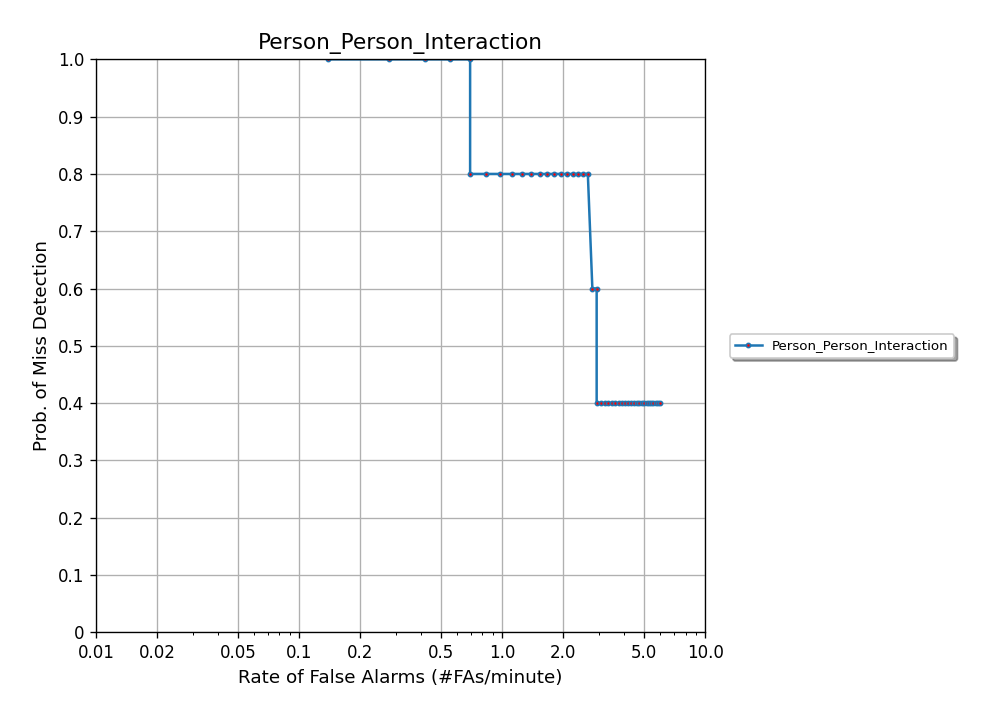 Person_Person_Interaction
1.0
0.9
0.8
0.7
0.6
0.5
0.4
0.3
0.2
0.1
0
Prob. of Miss Detection
0.01 0.02 0.05 0.1 0.2 0.5 1.0 2.0 5.0 10.0
Rate of False Alarms (#FAs/minute)
Person_Person_Interaction